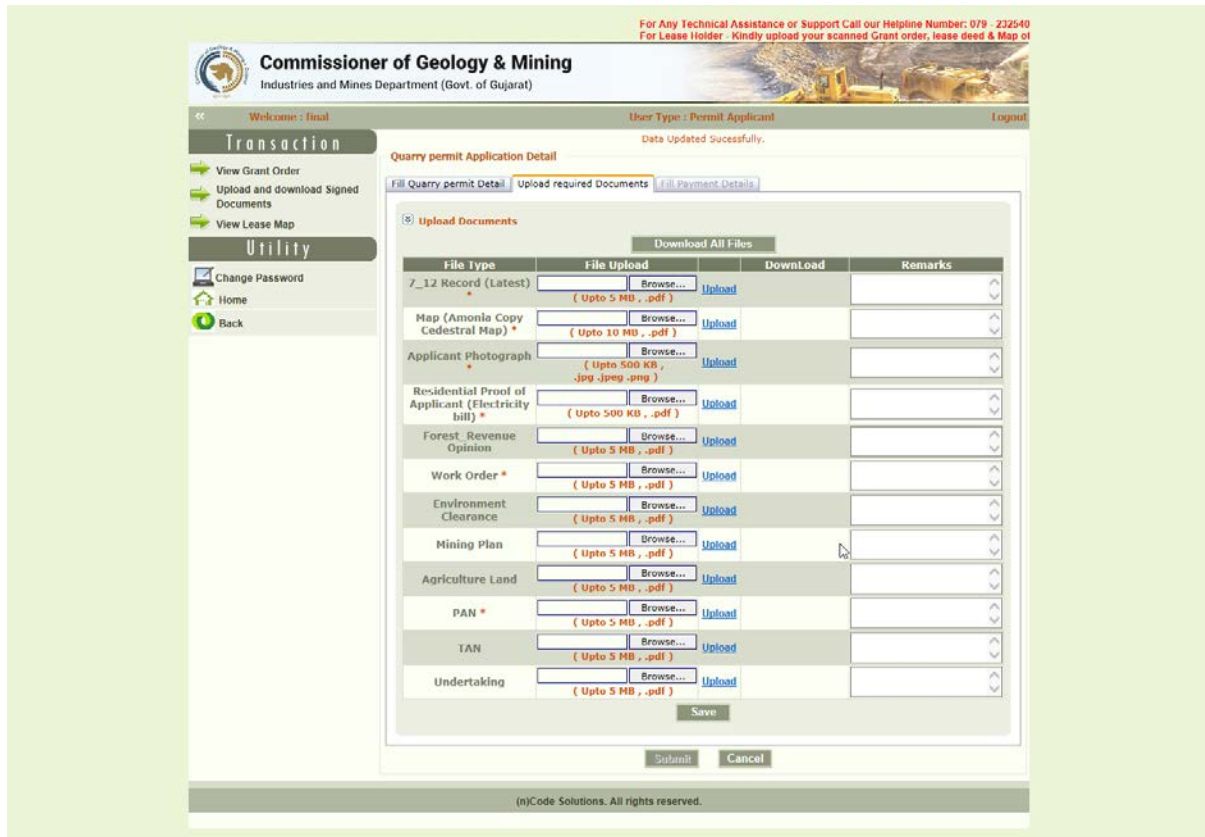 For Any Technical Assistance or Support Call our Helpline Number: 079 - 232540
For Lease Holder - Kindly upload your scanned Grant order, lease deed & Map of
Commissioner of Geology & Mining
Industries and Mines Department (Govt. of Gujarat)
Welcome : final User Type : Permit Applicant Logout
Transaction
View Grant Order
Upload and download Signed
Documents
View Lease Map
Utility
Change Password
Home
Back
Data Updated Sucessfully.
Quarry permit Application Detail
Fill Quarry permit Detail Upload required Documents Fill Payment Details
Upload Documents
Download All Files
File Type File Upload DownLoad Remarks
7_12 Record (Latest) * Browse... Upload
( Upto 5 MB , .pdf )
Map (Amonia Copy
Cedestral Map) * Browse... Upload
( Upto 10 MB , .pdf )
Applicant Photograph * Browse... Upload
( Upto 500 KB ,
.jpg .jpeg .png )
Residential Proof of
Applicant (Electricity
bill) * Browse... Upload
( Upto 500 KB , .pdf )
Forest_Revenue
Opinion Browse... Upload
( Upto 5 MB , .pdf )
Work Order * Browse... Upload
( Upto 5 MB , .pdf )
Environment
Clearance Browse... Upload
( Upto 5 MB , .pdf )
Mining Plan Browse... Upload
( Upto 5 MB , .pdf )
Agriculture Land Browse... Upload
( Upto 5 MB , .pdf )
PAN * Browse... Upload
( Upto 5 MB , .pdf )
TAN Browse... Upload
( Upto 5 MB , .pdf )
Undertaking Browse... Upload
( Upto 5 MB , .pdf )
Save
Submit Cancel
(n)Code Solutions. All rights reserved.